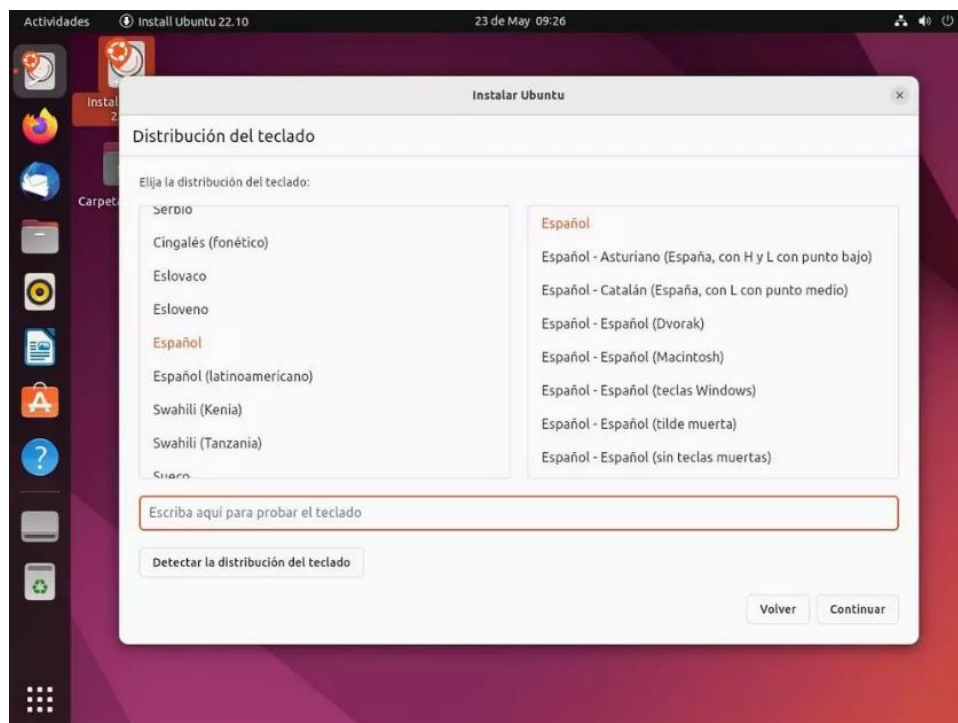 Actividades
Install Ubuntu 22.10
23 de May 09:26
Instal
2
Carpet
Instalar Ubuntu
Distribución del teclado
Elija la distribución del teclado:
Serbio
Cingalés (fonético)
Eslovaco
Esloveno
Español
Español (latinoamericano)
Swahili (Kenia)
Swahili (Tanzania)
Sueco
Español
Español - Asturiano (España, con H y L con punto bajo)
Español - Catalán (España, con L con punto medio)
Español - Español (Dvorak)
Español - Español (Macintosh)
Español - Español (teclas Windows)
Español - Español (tilde muerta)
Español - Español (sin teclas muertas)
Escriba aquí para probar el teclado
Detectar la distribución del teclado
Volver
Continuar